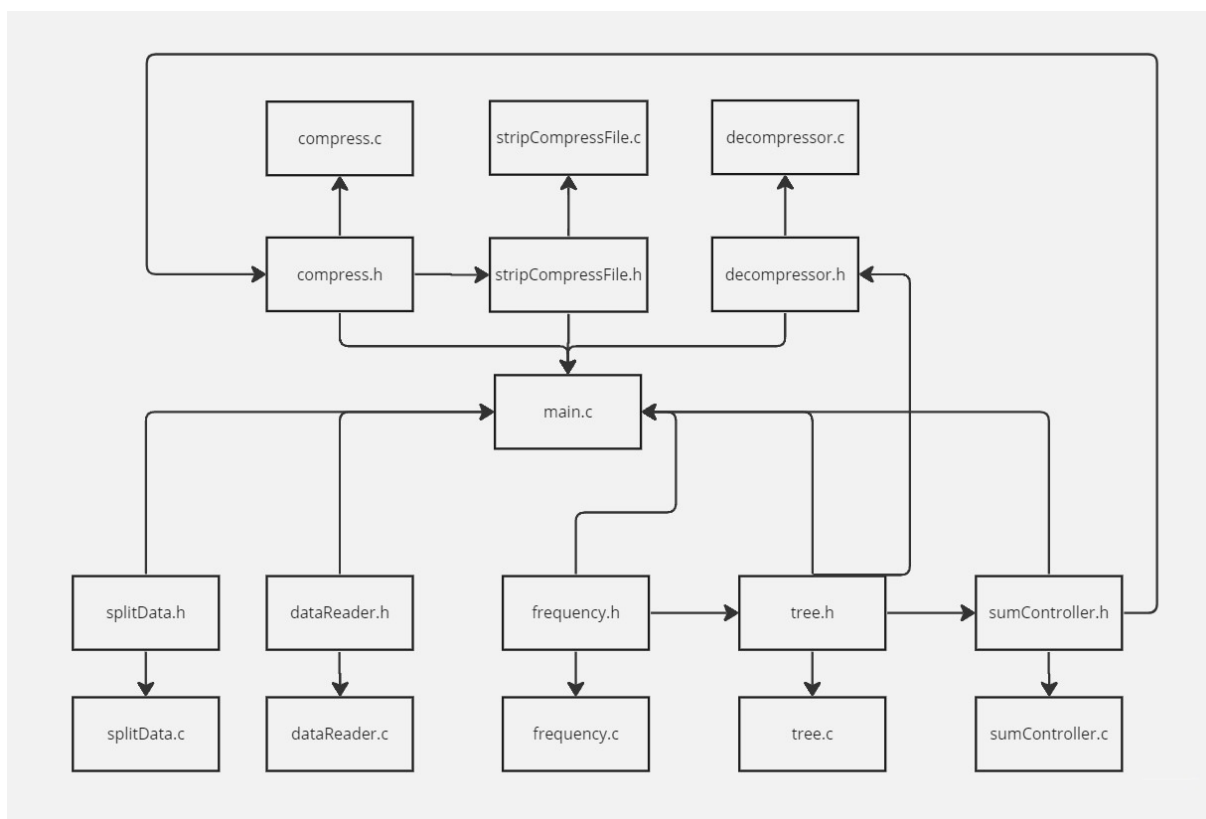 compress.c
stripCompressFile.c
decompressor.c
compress.h
stripCompressFile.h
decompressor.h
main.c
splitData.h
dataReader.h
frequency.h
tree.h
sumController.h
splitData.c
dataReader.c
frequency.c
tree.c
sumController.c